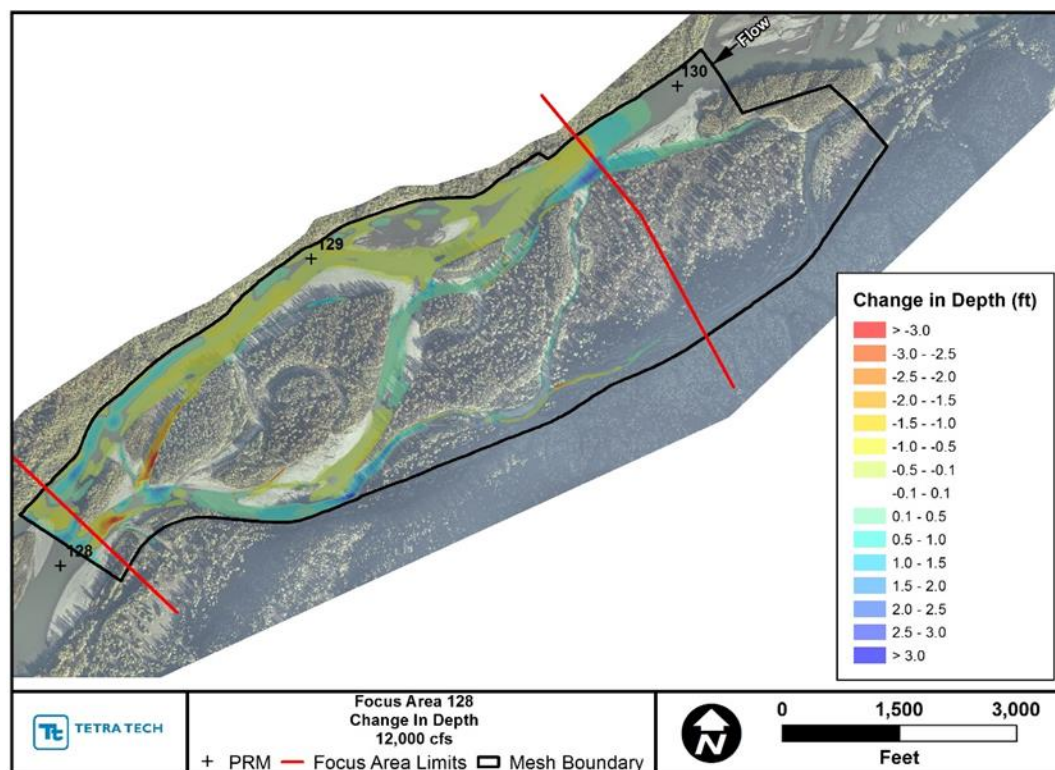 Flow
130
129
128
Change in Depth (ft)
> -3.0
-3.0 - -2.5
-2.5 - -2.0
-2.0 - -1.5
-1.5 - -1.0
-1.0 - -0.5
-0.5 - -0.1
-0.1 - 0.1
0.1 - 0.5
0.5 - 1.0
1.0 - 1.5
1.5 - 2.0
2.0 - 2.5
2.5 - 3.0
> 3.0
Tt TETRA TECH
Focus Area 128
Change In Depth
12,000 cfs
+ PRM Focus Area Limits Mesh Boundary
N
0 1,500 3,000
Feet